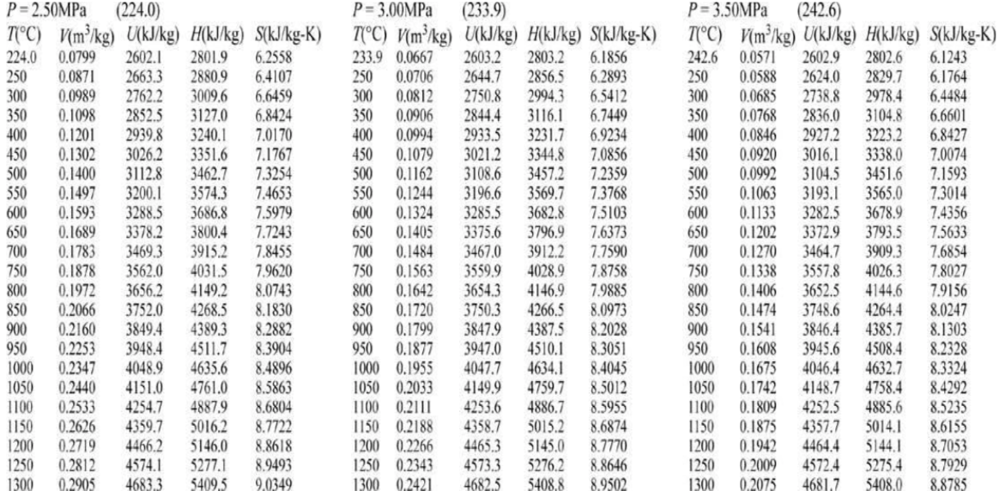 P = 2.50MPa (224.0) P = 3.00MPa (233.9) P = 3.50MPa (242.6)
T(°C) V(m³/kg) U(kJ/kg) H(kJ/kg) S(kJ/kg-K) T(°C) V(m³/kg) U(kJ/kg) H(kJ/kg) S(kJ/kg-K) T(°C) V(m³/kg) U(kJ/kg) H(kJ/kg) S(kJ/kg-K)
224.0 0.0799 2602.1 2801.9 6.2558 233.9 0.0667 2603.2 2803.2 6.1856 242.6 0.0571 2602.9 2802.6 6.1243
250 0.0871 2663.3 2880.9 6.4107 250 0.0706 2644.7 2856.5 6.2893 250 0.0588 2624.0 2829.7 6.1764
300 0.0989 2762.2 3009.6 6.6459 300 0.0812 2750.8 2994.3 6.5412 300 0.0685 2738.8 2978.4 6.4484
350 0.1098 2852.5 3127.0 6.8424 350 0.0906 2844.4 3116.1 6.7449 350 0.0768 2836.0 3104.8 6.6601
400 0.1201 2939.8 3240.1 7.0170 400 0.0994 2933.5 3231.7 6.9234 400 0.0846 2927.2 3223.2 6.8427
450 0.1302 3026.2 3351.6 7.1767 450 0.1079 3021.2 3344.8 7.0856 450 0.0920 3016.1 3338.0 7.0074
500 0.1400 3112.8 3462.7 7.3254 500 0.1162 3108.6 3457.2 7.2359 500 0.0992 3104.5 3451.6 7.1593
550 0.1497 3200.1 3574.3 7.4653 550 0.1244 3196.6 3569.7 7.3768 550 0.1063 3193.1 3565.0 7.3014
600 0.1593 3288.5 3686.8 7.5979 600 0.1324 3285.5 3682.8 7.5103 600 0.1133 3282.5 3678.9 7.4356
650 0.1689 3378.2 3800.4 7.7243 650 0.1405 3375.6 3796.9 7.6373 650 0.1202 3372.9 3793.5 7.5633
700 0.1783 3469.3 3915.2 7.8455 700 0.1484 3467.0 3912.2 7.7590 700 0.1270 3464.7 3909.3 7.6854
750 0.1878 3562.0 4031.5 7.9620 750 0.1563 3559.9 4028.9 7.8758 750 0.1338 3557.8 4026.3 7.8027
800 0.1972 3656.2 4149.2 8.0743 800 0.1642 3654.3 4146.9 7.9885 800 0.1406 3652.5 4144.6 7.9156
850 0.2066 3752.0 4268.5 8.1830 850 0.1720 3750.3 4266.5 8.0973 850 0.1474 3748.6 4264.4 8.0247
900 0.2160 3849.4 4389.3 8.2882 900 0.1799 3847.9 4387.5 8.2028 900 0.1541 3846.4 4385.7 8.1303
950 0.2253 3948.4 4511.7 8.3904 950 0.1877 3947.0 4510.1 8.3051 950 0.1608 3945.6 4508.4 8.2328
1000 0.2347 4048.9 4635.6 8.4896 1000 0.1955 4047.7 4634.1 8.4045 1000 0.1675 4046.4 4632.7 8.3324
1050 0.2440 4151.0 4761.0 8.5863 1050 0.2033 4149.9 4759.7 8.5012 1050 0.1742 4148.7 4758.4 8.4292
1100 0.2533 4254.7 4887.9 8.6804 1100 0.2111 4253.6 4886.7 8.5955 1100 0.1809 4252.5 4885.6 8.5235
1150 0.2626 4359.7 5016.2 8.7722 1150 0.2188 4358.7 5015.2 8.6874 1150 0.1875 4357.7 5014.1 8.6155
1200 0.2719 4466.2 5146.0 8.8618 1200 0.2266 4465.3 5145.0 8.7770 1200 0.1942 4464.4 5144.1 8.7053
1250 0.2812 4574.1 5277.1 8.9493 1250 0.2343 4573.3 5276.2 8.8646 1250 0.2009 4572.4 5275.4 8.7929
1300 0.2905 4683.3 5409.5 9.0349 1300 0.2421 4682.5 5408.8 8.9502 1300 0.2075 4681.7 5408.0 8.8785